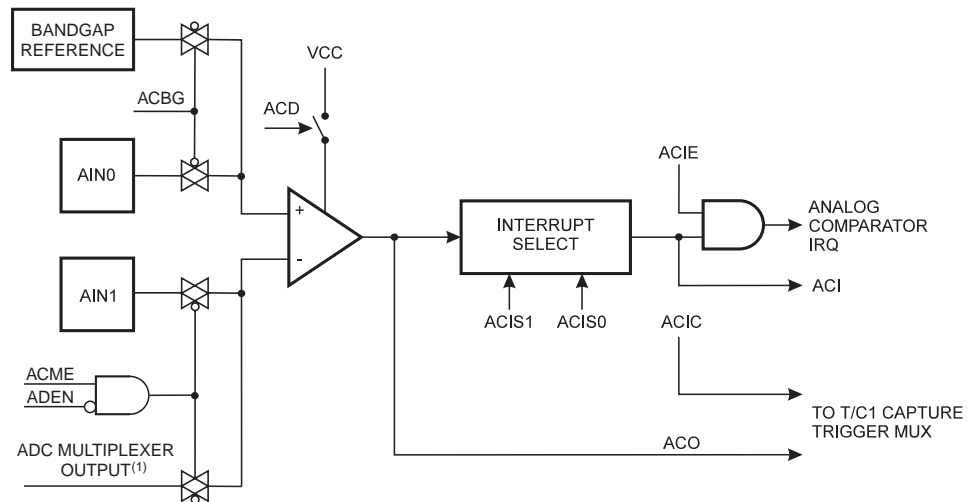 BANDGAP
REFERENCE
VCC
ACBG
ACD
AIN0
ACIE
+
-
INTERRUPT
SELECT
ANALOG
COMPARATOR
IRQ
AIN1
ACI
ACIS1 ACIS0
ACIC
ACME
ADEN
TO T/C1 CAPTURE
TRIGGER MUX
ACO
ADC MULTIPLEXER
OUTPUT(1)